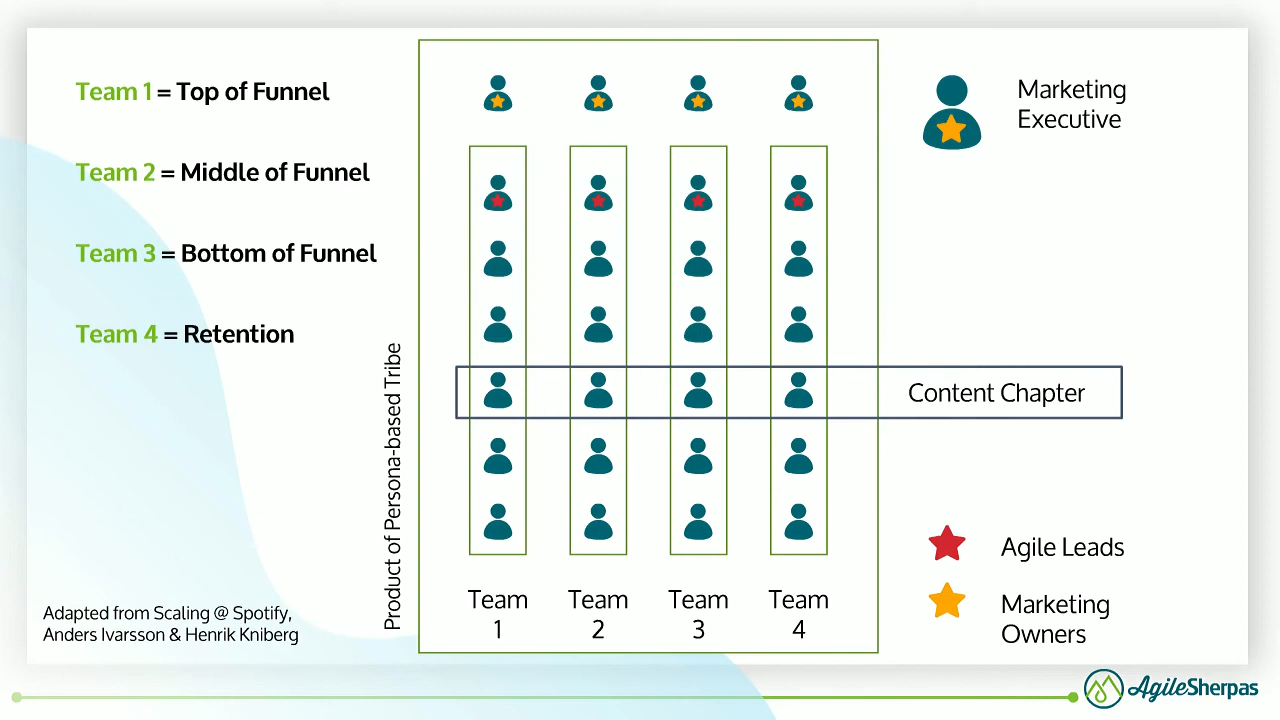 Team 1 = Top of Funnel
Team 2 = Middle of Funnel
Team 3 = Bottom of Funnel
Team 4 = Retention
Adapted from Scaling @ Spotify,
Anders Ivarsson & Henrik Kniberg
Product of Persona-based Tribe
Team
1
Team
2
Team
3
Team
4
Marketing
Executive
Content Chapter
Agile Leads
Marketing
Owners
AgileSherpas